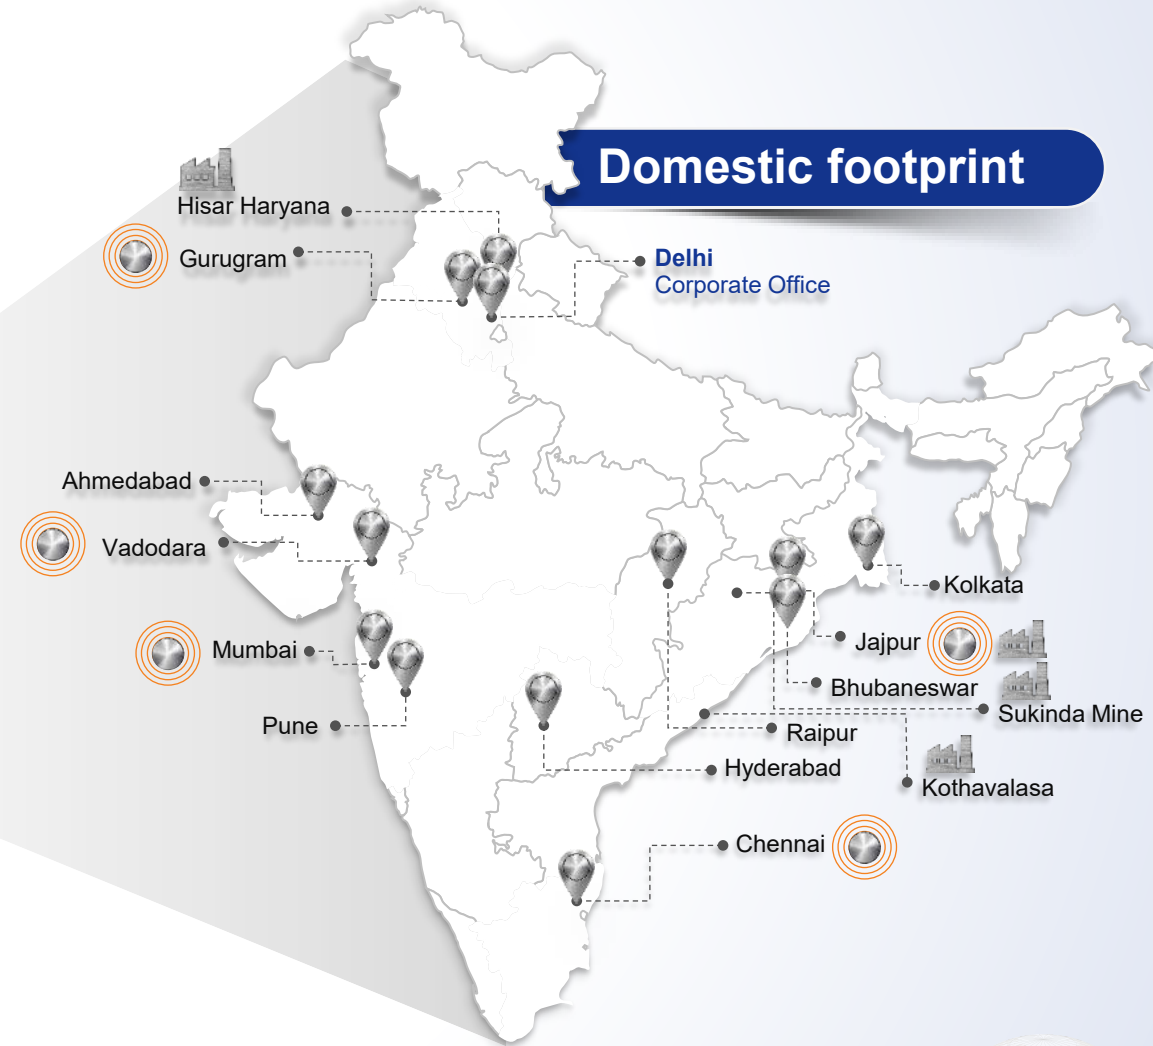 Domestic footprint
Hisar Haryana
Gurugram
Delhi
Corporate Office
Ahmedabad
Vadodara
Kolkata
Mumbai
Jajpur
Bhubaneswar
Sukinda Mine
Pune
Raipur
Hyderabad
Kothavalasa
Chennai